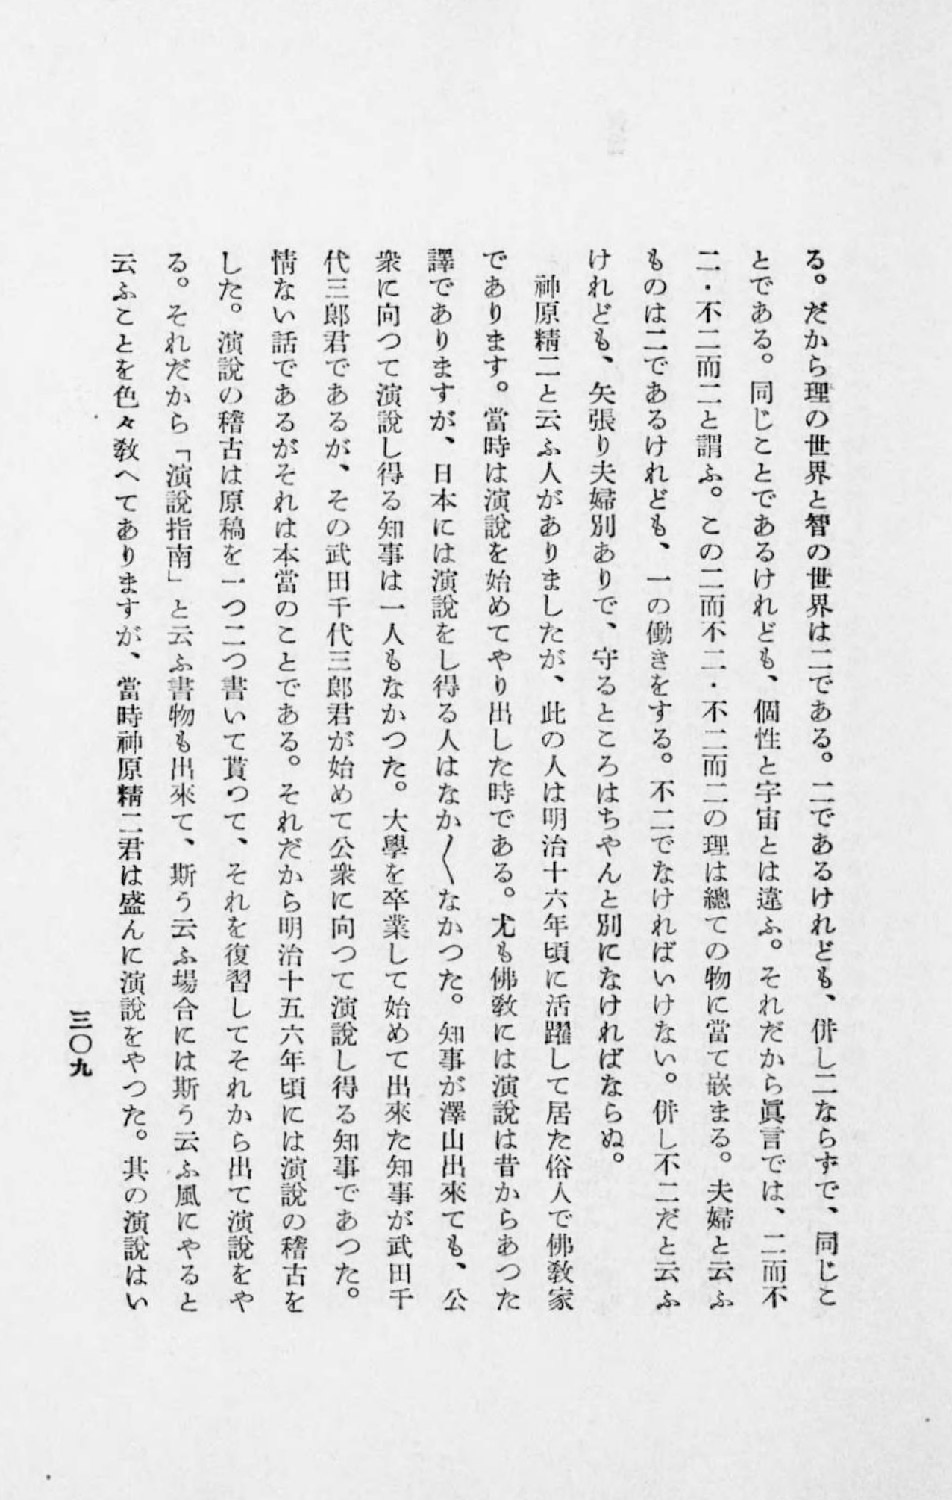 る。だから理の世界と智の世界は二である。二であるけれども、併し二ならずで、同じこ
とである。同じことであるけれども、個性と宇宙とは違ふ。それだから眞言では、二而不
二・不二而二と謂ふ。この二而不二・不二而二の理は總ての物に當て嵌まる。夫婦と云ふ
ものは二であるけれども、一の働きをする。不二でなければいけない。併し不二だと云ふ
けれども、矢張り夫婦別ありで、守るところはちやんと別になければならぬ。
神原精二と云ふ人がありましたが、此の人は明治十六年頃に活躍して居た俗人で佛教家
であります。當時は演說を始めてやり出した時である。尤も佛教には演說は昔からあつた
譯でありますが、日本には演說をし得る人はなか〱なかつた。知事が澤山出來ても、公
衆に向つて演說し得る知事は一人もなかつた。大學を卒業して始めて出來た知事が武田千
代三郎君であるが、その武田千代三郎君が始めて公衆に向つて演說し得る知事であつた。
情ない話であるがそれは本當のことである。それだから明治十五六年頃には演說の稽古を
した。演說の稽古は原稿を一つ二つ書いて貰つて、それを復習してそれから出て演說をや
る。それだから「演說指南」と云ふ書物も出來て、斯う云ふ場合には斯う云ふ風にやると
云ふことを色々教へてありますが、當時神原精二君は盛んに演說をやつた。其の演說はい
三〇九